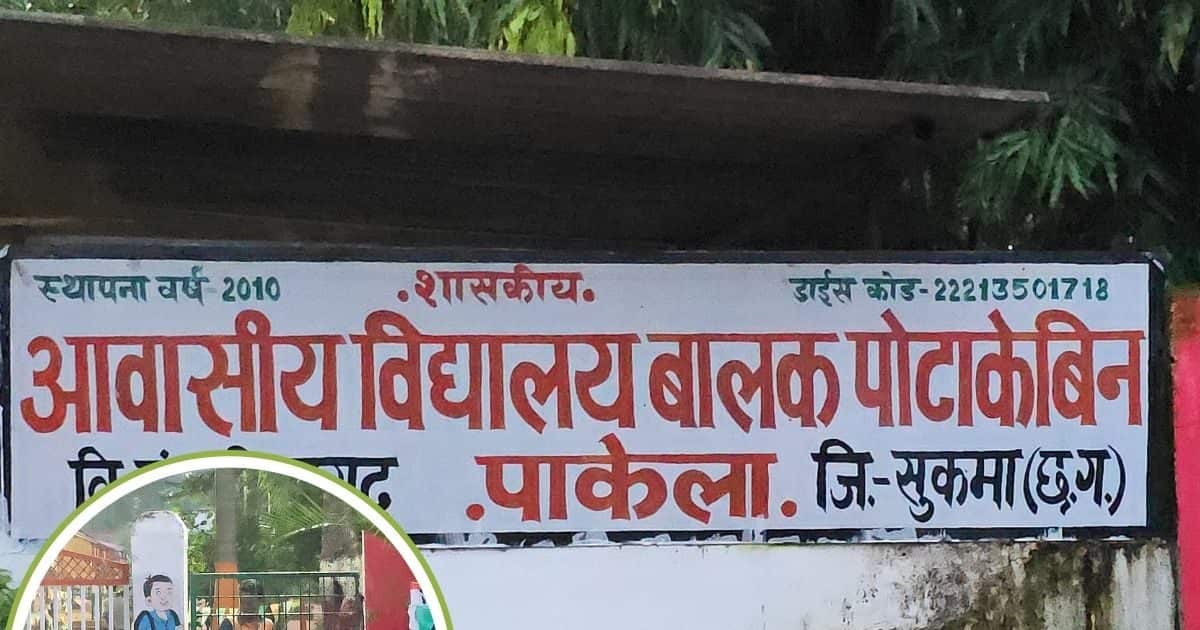 स्थापना वर्ष-2010 .शासकीय. डाईस कोड-22213501718
आवासीय विद्यालय बालक पोटाकेबिन
.पाकेला. जि.-सुकमा (छ.ग.)